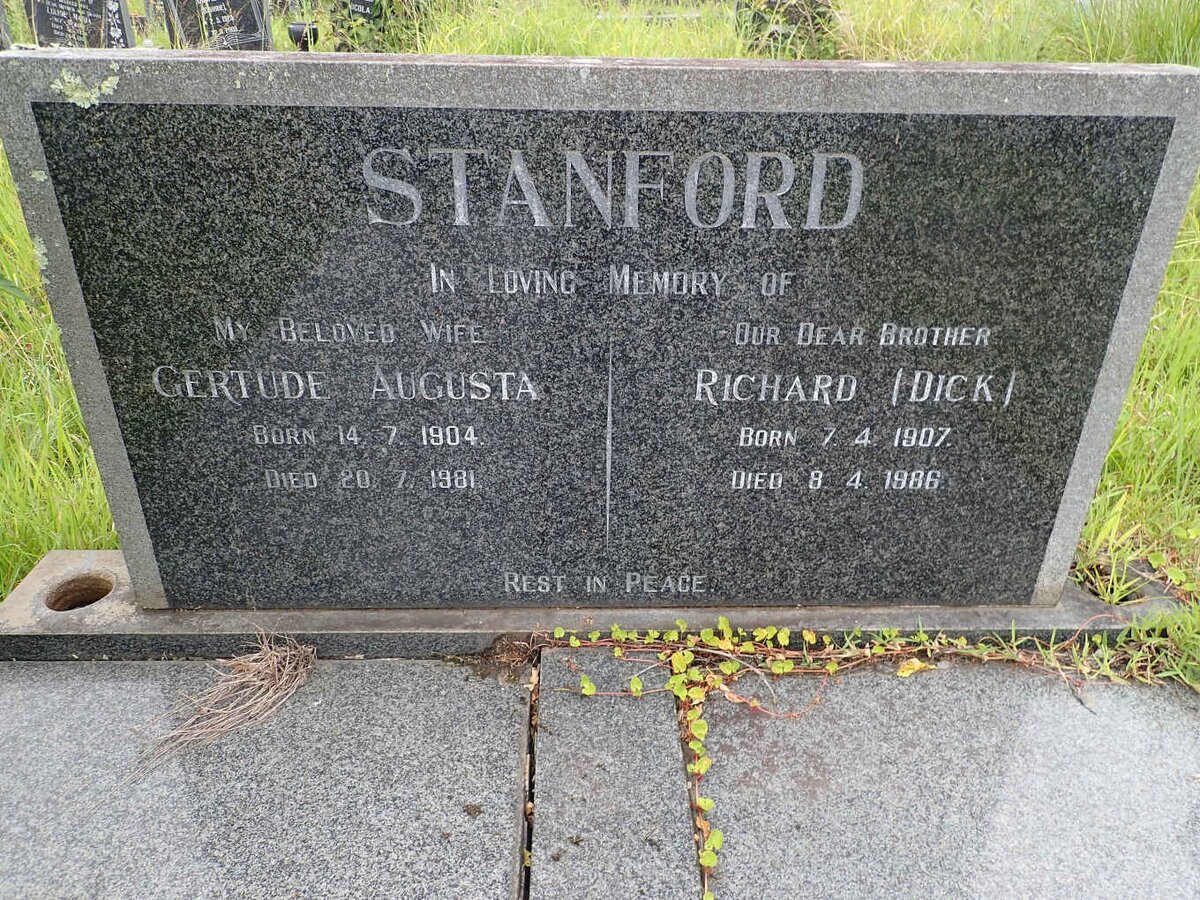 STANFORD
IN LOVING MEMORY OF
MY BELOVED WIFE
GERTUDE AUGUSTA
BORN 14. 7. 1904.
DIED 20. 7. 1981.
OUR DEAR BROTHER
RICHARD (DICK)
BORN 7. 4. 1907.
DIED 8. 4. 1986.
REST IN PEACE.